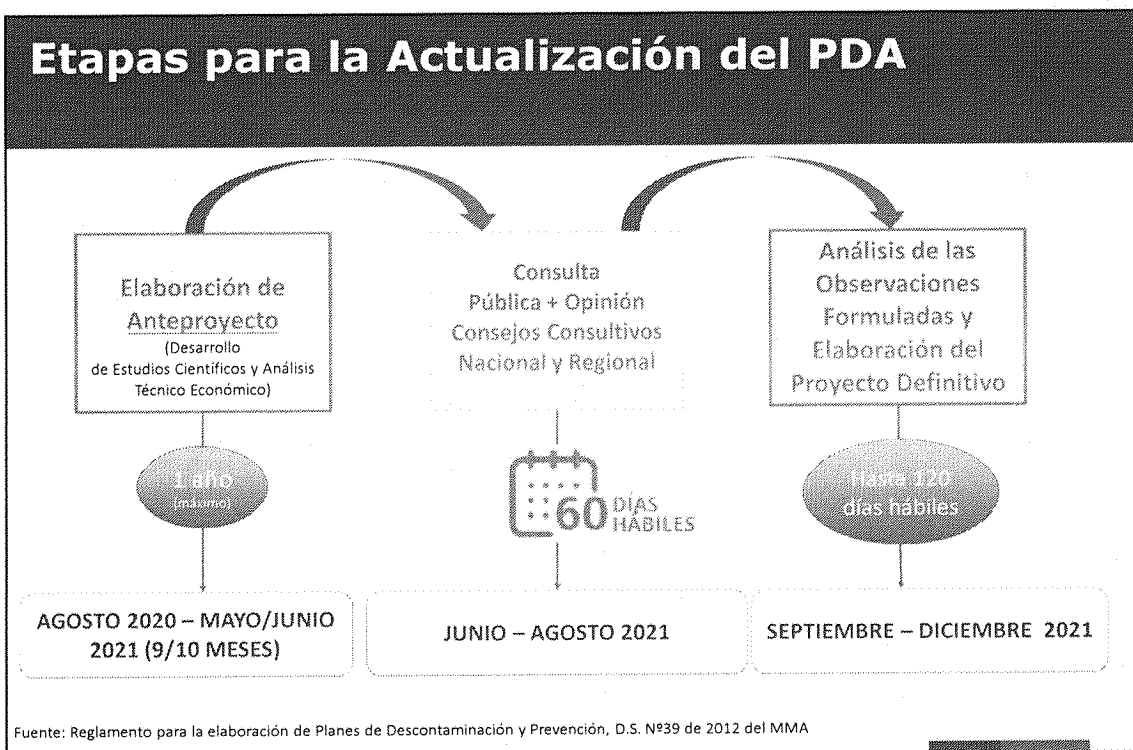 Etapas para la Actualización del PDA
Elaboración de
Anteproyecto
(Desarrollo
de Estudios Científicos y Análisis
Técnico Económico)
Consulta
Pública + Opinión
Consejos Consultivos
Nacional y Regional
Análisis de las
Observaciones
Formuladas y
Elaboración del
Proyecto Definitivo
1 año
(máximo)
60 DÍAS
HÁBILES
Hasta 120
días hábiles
AGOSTO 2020 – MAYO/JUNIO
2021 (9/10 MESES)
JUNIO – AGOSTO 2021
SEPTIEMBRE – DICIEMBRE 2021
Fuente: Reglamento para la elaboración de Planes de Descontaminación y Prevención, D.S. Nº39 de 2012 del MMA